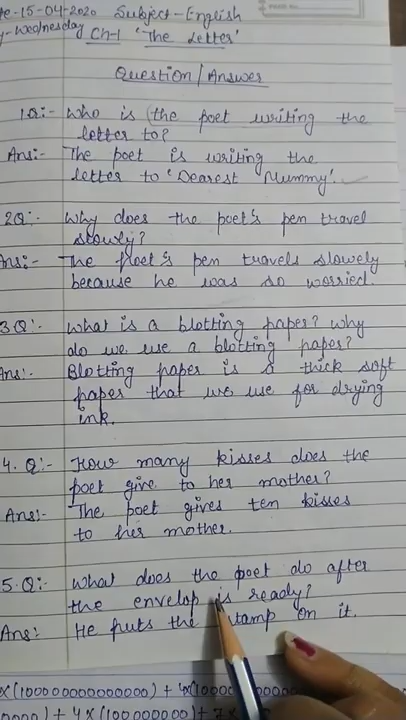 te-15-04-2020 Subject-English
y-Wednesday Ch-1 'The Letter'
Question/Answer
1Q:- Who is the poet writing the
letter to?
Ans:- The poet is writing the
letter to 'Dearest Mummy'.
2Q:- Why does the poet's pen travel
slowly?
Ans:- The poet's pen travels slowely
because he was so worried.
3Q:- What is a blotting paper? Why
do we use a blotting paper?
Ans:- Blotting paper is a thick soft
paper that we use for drying
ink.
4. Q:- How many kisses does the
poet give to her mother?
Ans:- The poet gives ten kisses
to her mother.
5.Q:- What does the poet do after
the envelop is ready?
Ans: He puts the stamp on it.